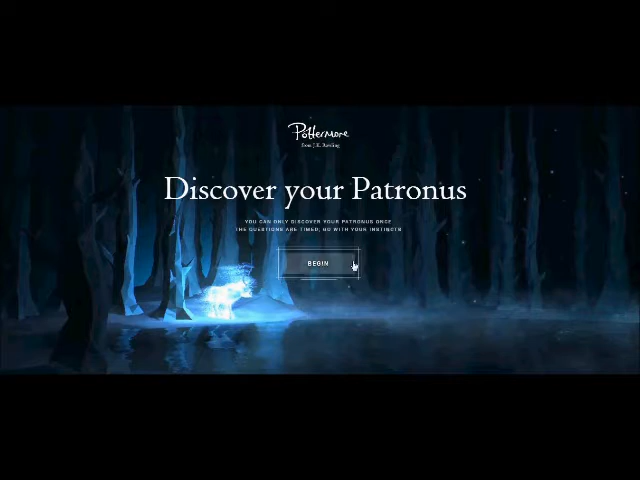 Pottermore
from J.K. Rowling
Discover your Patronus
YOU CAN ONLY DISCOVER YOUR PATRONUS ONCE
THE QUESTIONS ARE TIMED; GO WITH YOUR INSTINCTS
BEGIN